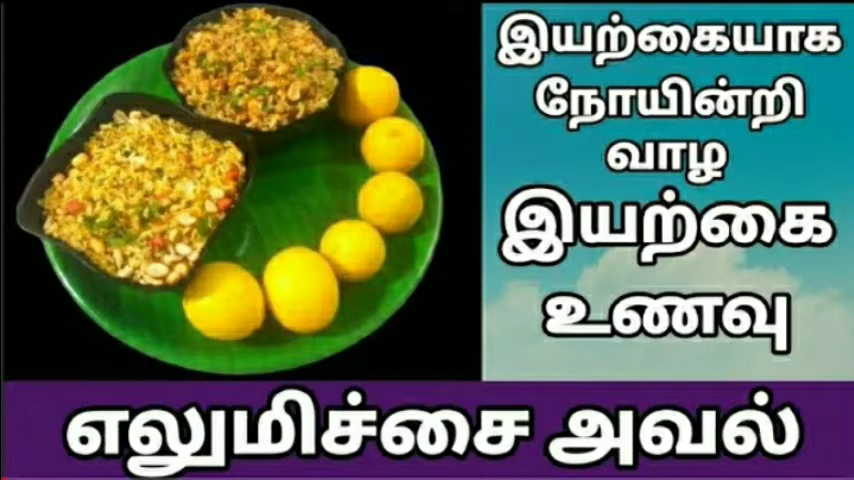 இயற்கையாக
நோயின்றி
வாழ
இயற்கை
உணவு
எலுமிச்சை அவல்